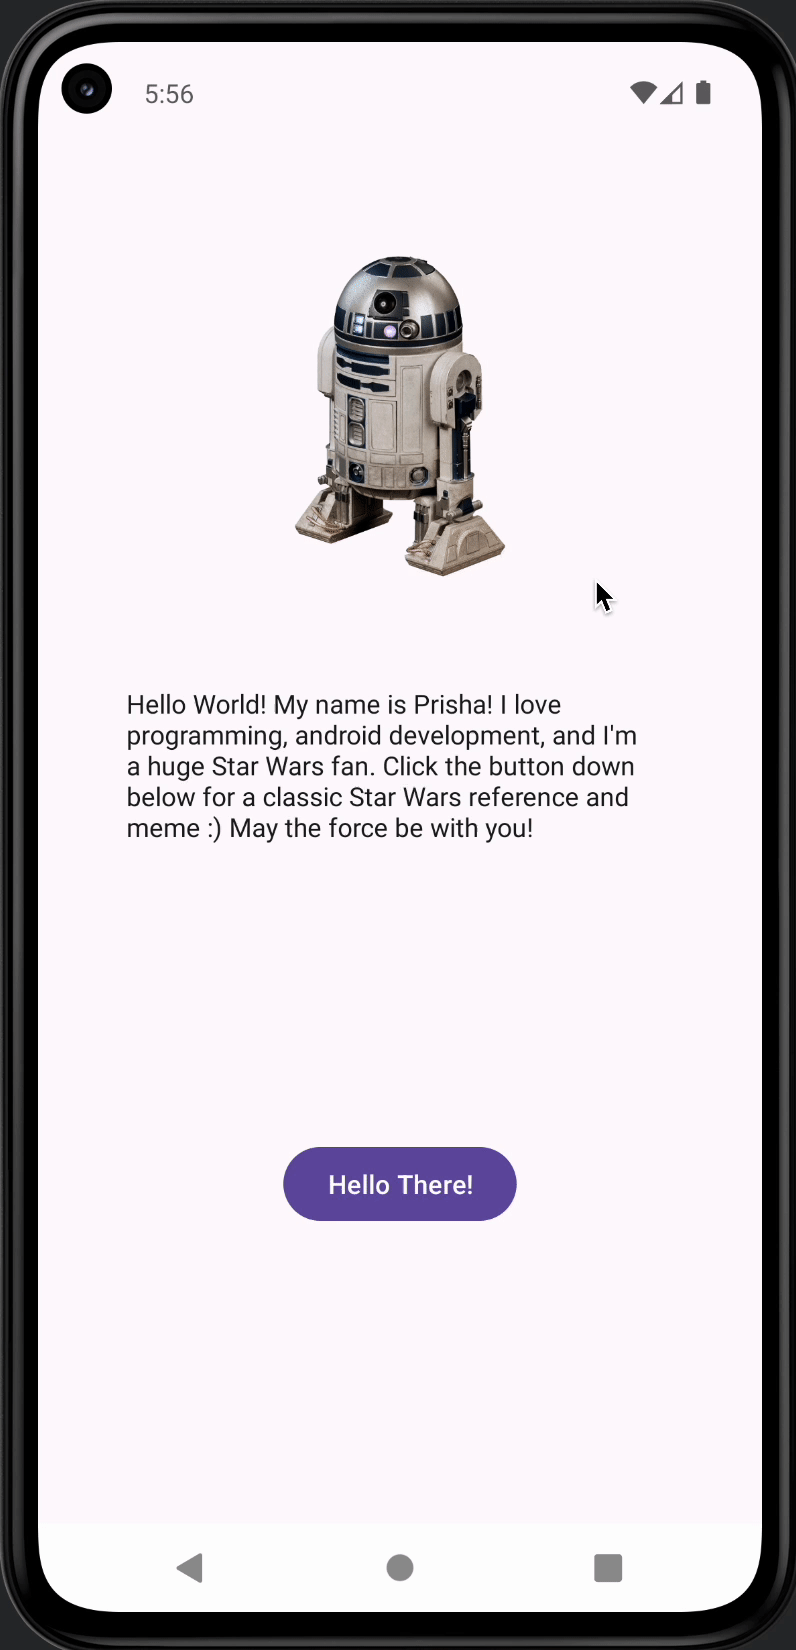 5:56
Hello World! My name is Prisha! I love
programming, android development, and I'm
a huge Star Wars fan. Click the button down
below for a classic Star Wars reference and
meme :) May the force be with you!
Hello There!